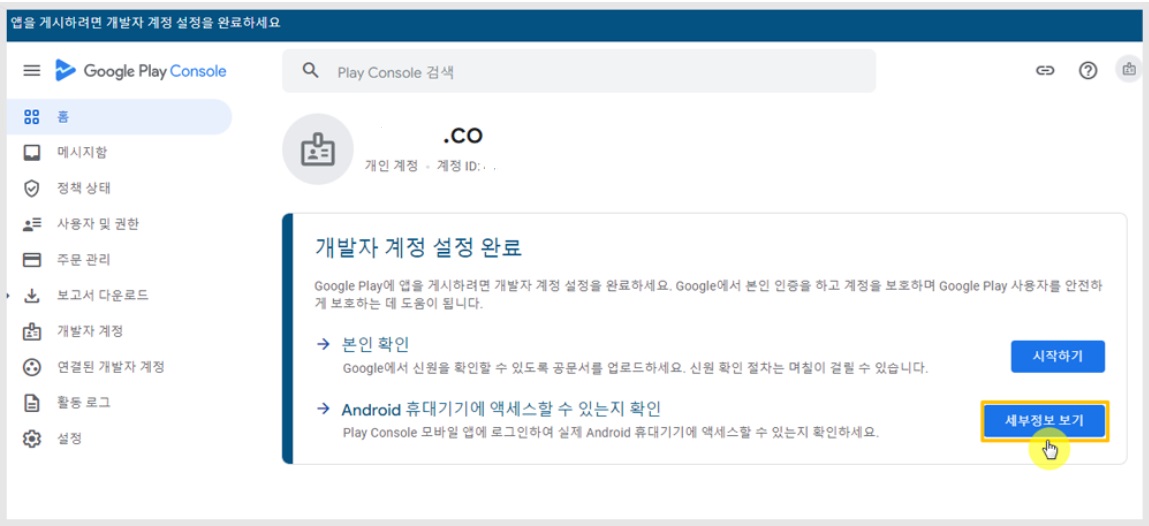 앱을 게시하려면 개발자 계정 설정을 완료하세요
Google Play Console
Play Console 검색
홈
메시지함
정책 상태
사용자 및 권한
주문 관리
보고서 다운로드
개발자 계정
연결된 개발자 계정
활동 로그
설정
.co
개인 계정 · 계정 ID:
개발자 계정 설정 완료
Google Play에 앱을 게시하려면 개발자 계정 설정을 완료하세요. Google에서 본인 인증을 하고 계정을 보호하며 Google Play 사용자를 안전하
게 보호하는 데 도움이 됩니다.
본인 확인
Google에서 신원을 확인할 수 있도록 공문서를 업로드하세요. 신원 확인 절차는 며칠이 걸릴 수 있습니다.
시작하기
Android 휴대기기에 액세스할 수 있는지 확인
Play Console 모바일 앱에 로그인하여 실제 Android 휴대기기에 액세스할 수 있는지 확인하세요.
세부정보 보기